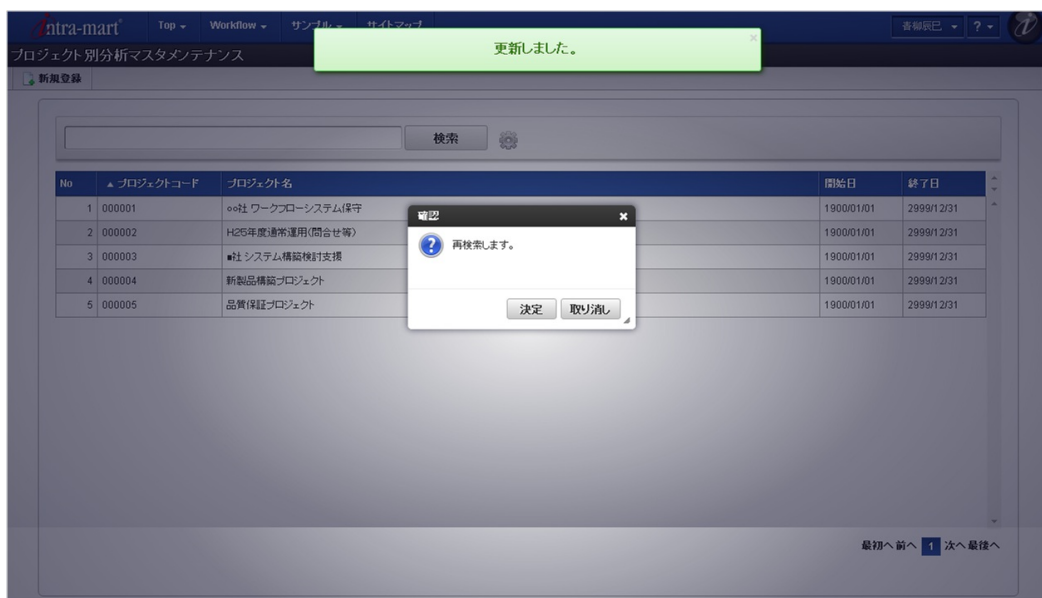 intra-mart Top Workflow サンプル サイトマップ 青柳辰巳 ?
更新しました。
プロジェクト別分析マスタメンテナンス
新規登録
検索
No プロジェクトコード プロジェクト名 開始日 終了日
1 000001 ○○社 ワークフローシステム保守 1900/01/01 2999/12/31
2 000002 H25年度通常運用(問合せ等) 1900/01/01 2999/12/31
3 000003 ■社 システム構築検討支援 1900/01/01 2999/12/31
4 000004 新製品構築プロジェクト 1900/01/01 2999/12/31
5 000005 品質保証プロジェクト 1900/01/01 2999/12/31
確認
再検索します。
決定 取り消し
最初へ 前へ 1 次へ 最後へ